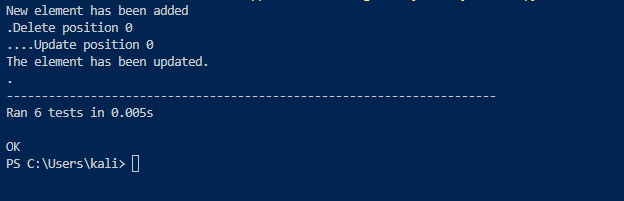 New element has been added
.Delete position 0
....Update position 0
The element has been updated.
.
----------------------------------------------------------------------
Ran 6 tests in 0.005s
OK
PS C:\Users\kali>